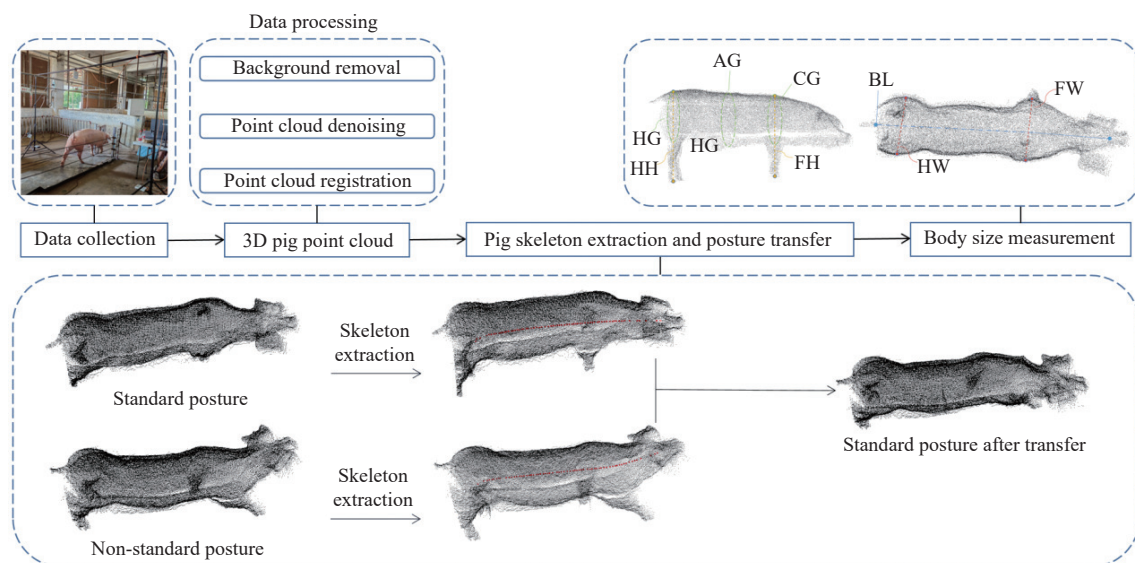 Data processing
Background removal
Point cloud denoising
Point cloud registration
AG
CG
HG
HG
HH
FH
BL
FW
HW
Data collection
3D pig point cloud
Pig skeleton extraction and posture transfer
Body size measurement
Skeleton
extraction
Standard posture
Skeleton
extraction
Non-standard posture
Standard posture after transfer